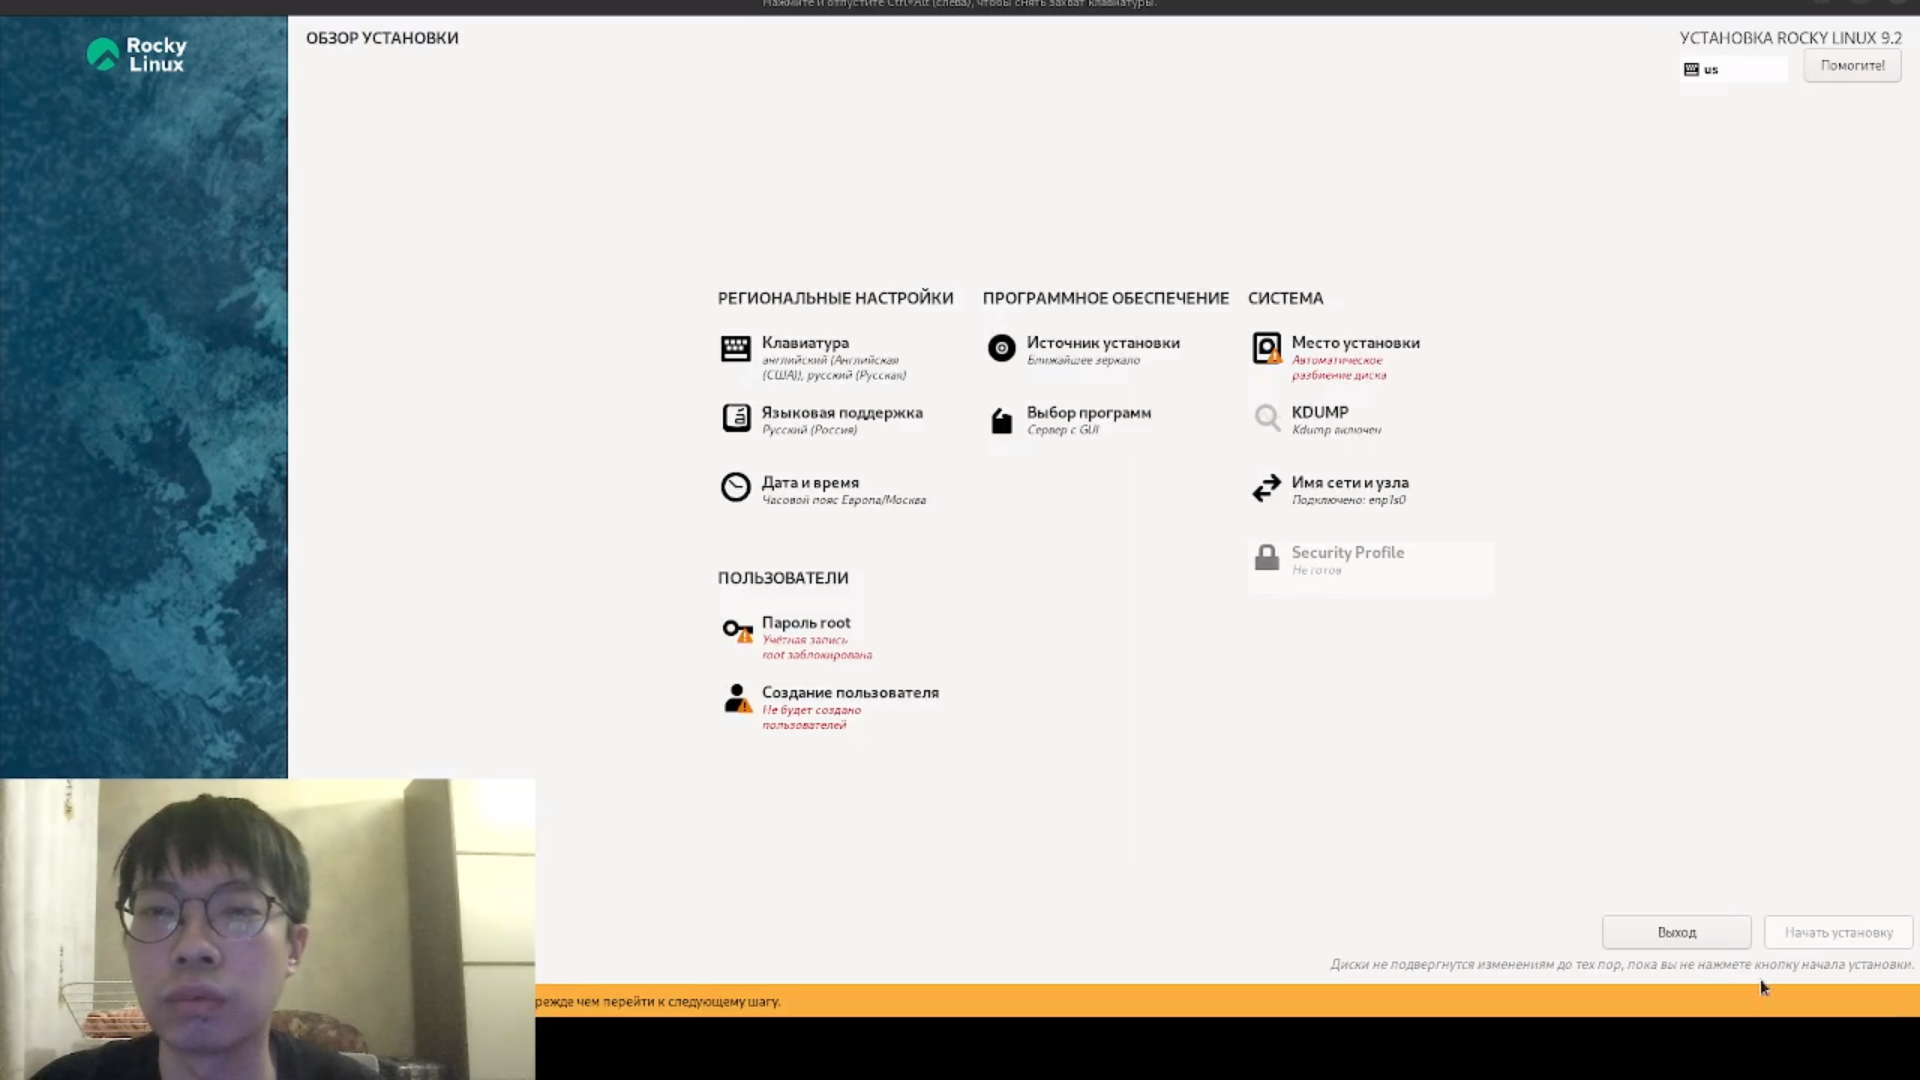 Нажмите и отпустите Ctrl+Alt (слева), чтобы снять захват клавиатуры.
Rocky
Linux
ОБЗОР УСТАНОВКИ
УСТАНОВКА ROCKY LINUX 9.2
us
Помогите!
РЕГИОНАЛЬНЫЕ НАСТРОЙКИ
Клавиатура
английский (Английская
(США)), русский (Русская)
Языковая поддержка
Русский (Россия)
Дата и время
Часовой пояс Европа/Москва
ПРОГРАММНОЕ ОБЕСПЕЧЕНИЕ
Источник установки
Ближайшее зеркало
Выбор программ
Сервер с GUI
СИСТЕМА
Место установки
Автоматическое
разбиение диска
KDUMP
Kdump включен
Имя сети и узла
Подключено: enp1s0
Security Profile
Не готов
ПОЛЬЗОВАТЕЛИ
Пароль root
Учётная запись
root заблокирована
Создание пользователя
Не будет создано
пользователей
Выход
Начать установку
Диски не подвергнутся изменениям до тех пор, пока вы не нажмете кнопку начала установки.
режде чем перейти к следующему шагу.